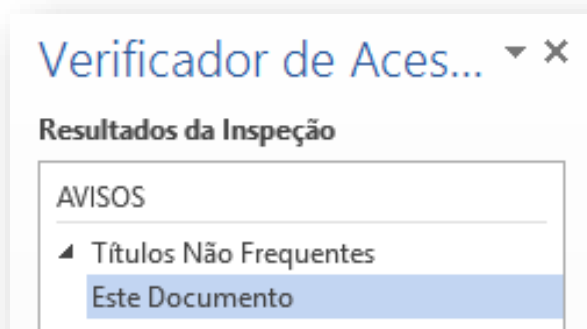 Verificador de Aces...
Resultados da Inspeção
AVISOS
Títulos Não Frequentes
Este Documento